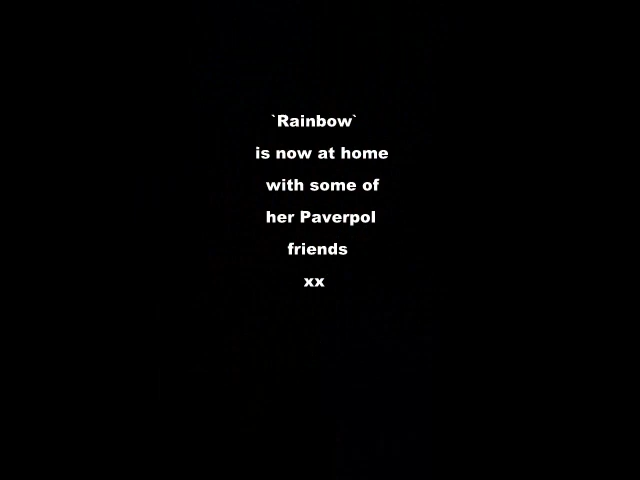 `Rainbow`
is now at home
with some of
her Paverpol
friends
xx